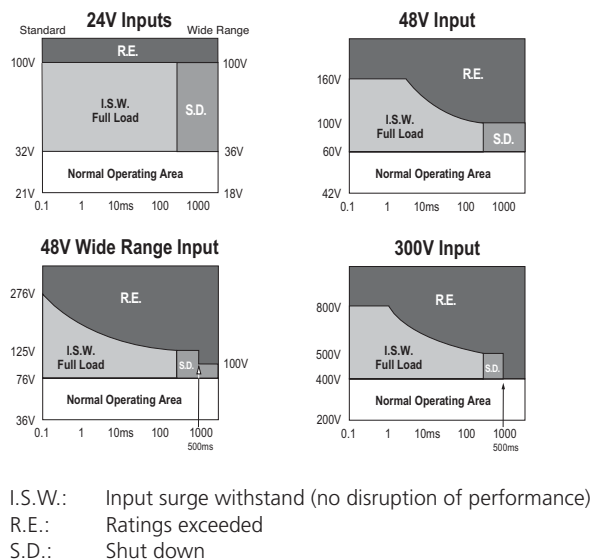 24V Inputs
Standard Wide Range
R.E.
100V 100V
I.S.W.
Full Load
S.D.
32V 36V
Normal Operating Area
21V 18V
0.1 1 10ms 100 1000
48V Input
R.E.
160V
I.S.W.
Full Load
100V
S.D.
60V
Normal Operating Area
42V
0.1 1 10ms 100 1000
48V Wide Range Input
276V
R.E.
125V
I.S.W.
Full Load
S.D.
100V
76V
Normal Operating Area
36V
0.1 1 10ms 100 1000
500ms
300V Input
R.E.
800V
500V
I.S.W.
Full Load
S.D.
400V
Normal Operating Area
200V
0.1 1 10ms 100 1000
500ms
I.S.W.: Input surge withstand (no disruption of performance)
R.E.: Ratings exceeded
S.D.: Shut down